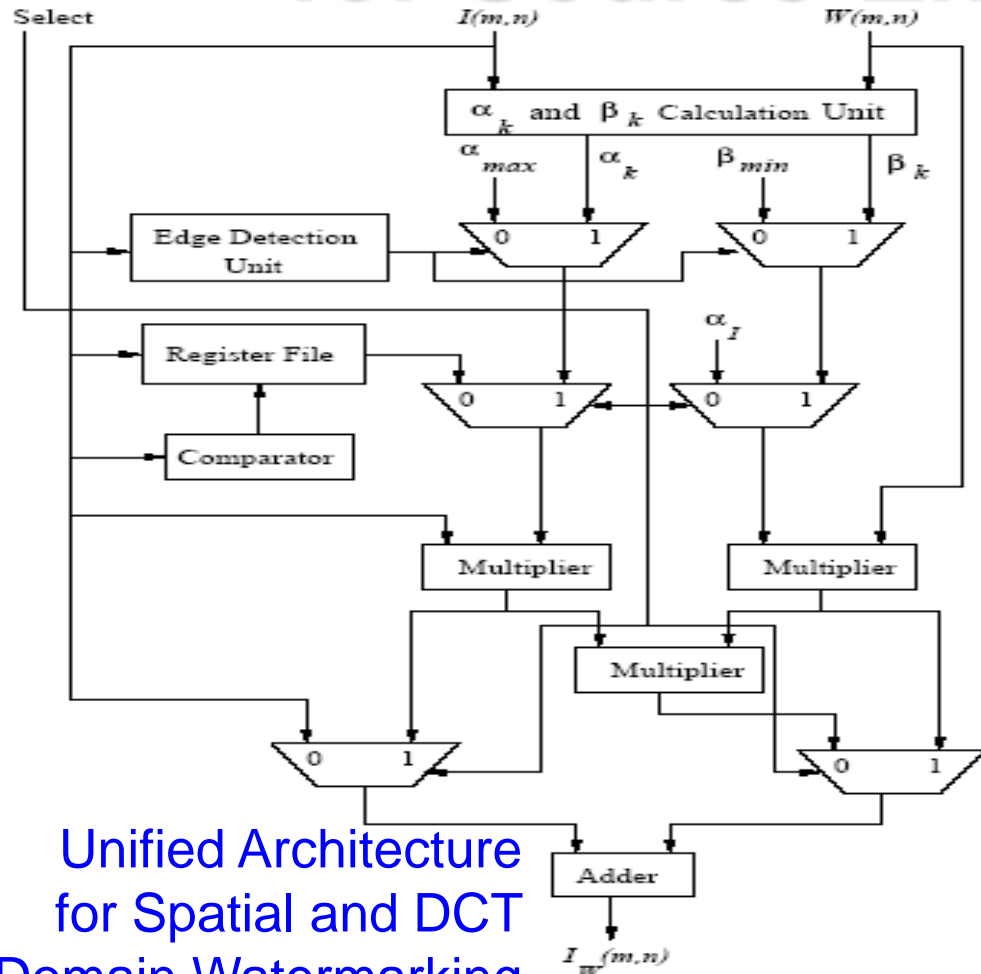 Select
I(m,n)
W(m,n)
α_k and β_k Calculation Unit
α_max
α_k
β_min
β_k
Edge Detection
Unit
0 1
0 1
α_I
Register File
0 1
0 1
Comparator
Multiplier
Multiplier
Multiplier
0 1
0 1
Unified Architecture
for Spatial and DCT
Domain Watermarking
Adder
I_w(m,n)